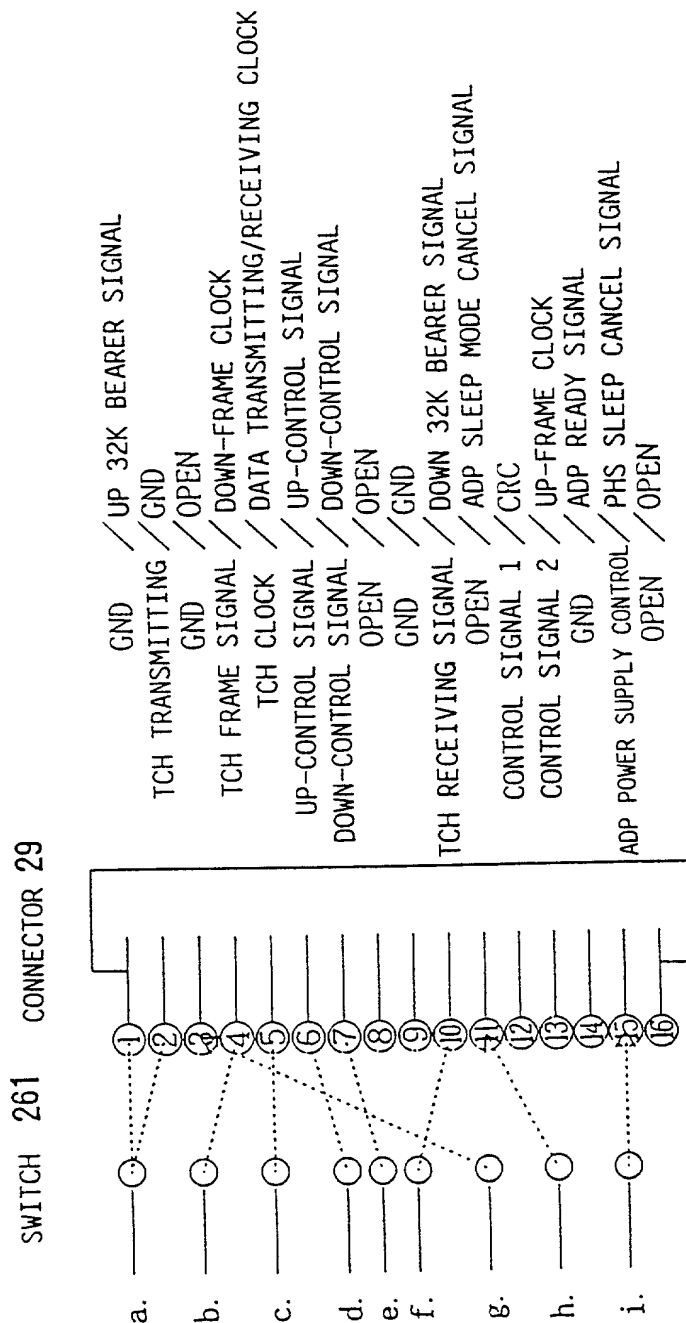 SWITCH 261 CONNECTOR 29
a.
b.
c.
d.
e.
f.
g.
h.
i.
1
2
3
4
5
6
7
8
9
10
11
12
13
14
15
16
GND / UP 32K BEARER SIGNAL
TCH TRANSMITTING / GND
GND / OPEN
TCH FRAME SIGNAL / DOWN-FRAME CLOCK
TCH CLOCK / DATA TRANSMITTING/RECEIVING CLOCK
UP-CONTROL SIGNAL / UP-CONTROL SIGNAL
DOWN-CONTROL SIGNAL / DOWN-CONTROL SIGNAL
OPEN / OPEN
GND / GND
TCH RECEIVING SIGNAL / DOWN 32K BEARER SIGNAL
OPEN / ADP SLEEP MODE CANCEL SIGNAL
CONTROL SIGNAL 1 / CRC
CONTROL SIGNAL 2 / UP-FRAME CLOCK
GND / ADP READY SIGNAL
ADP POWER SUPPLY CONTROL / PHS SLEEP CANCEL SIGNAL
OPEN / OPEN